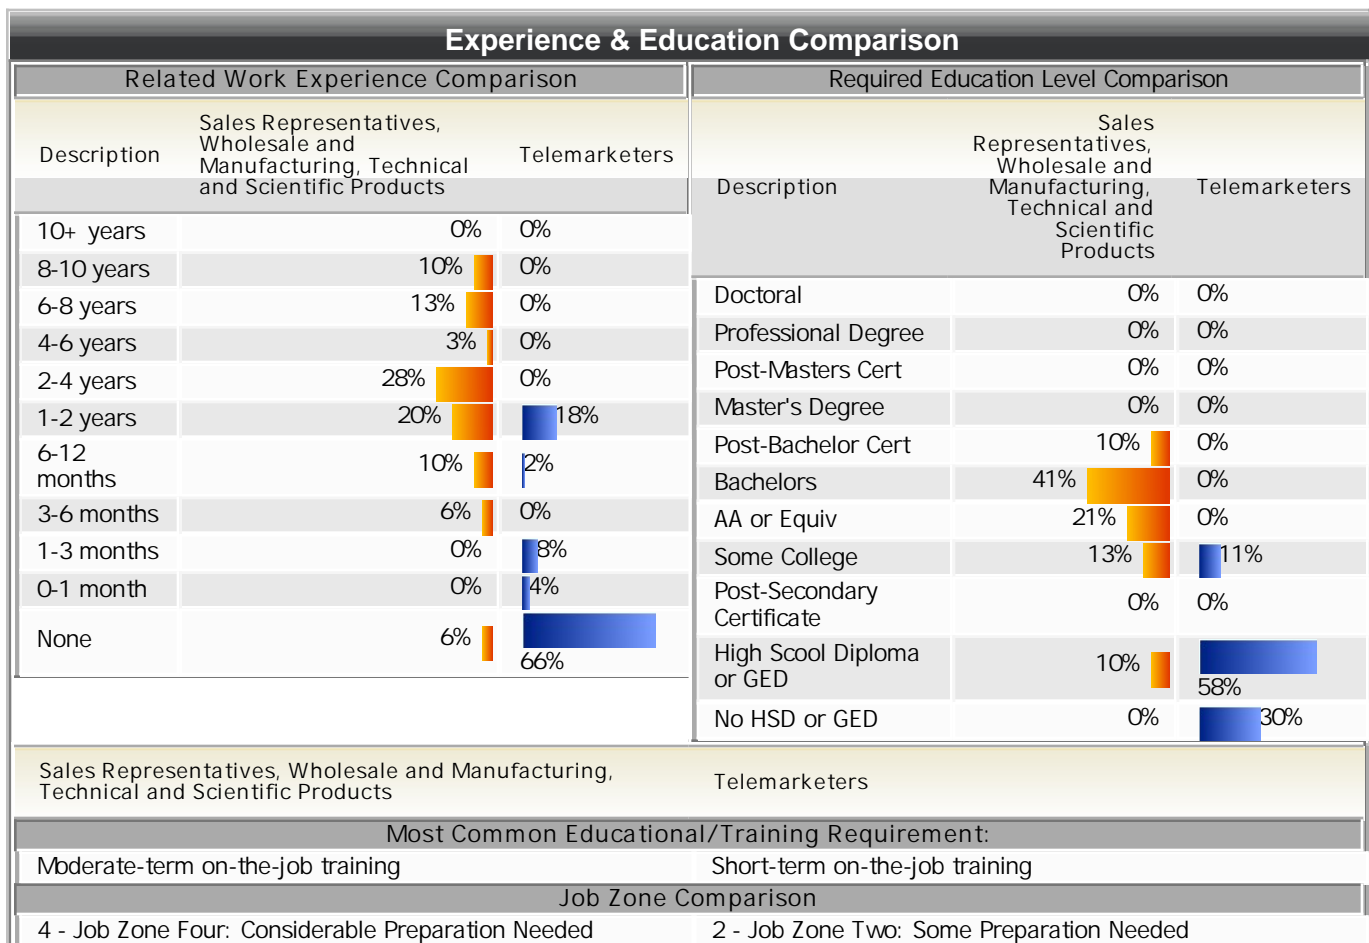 Experience & Education Comparison
Related Work Experience Comparison
Description
Sales Representatives,
Wholesale and
Manufacturing, Technical
and Scientific Products
Telemarketers
10+ years 0% 0%
8-10 years 10% 0%
6-8 years 13% 0%
4-6 years 3% 0%
2-4 years 28% 0%
1-2 years 20% 18%
6-12
months
10% 2%
3-6 months 6% 0%
1-3 months 0% 8%
0-1 month 0% 4%
None 6%
66%
Required Education Level Comparison
Description
Sales
Representatives,
Wholesale and
Manufacturing,
Technical and
Scientific
Products
Telemarketers
Doctoral 0% 0%
Professional Degree 0% 0%
Post-Masters Cert 0% 0%
Master's Degree 0% 0%
Post-Bachelor Cert 10% 0%
Bachelors 41% 0%
AA or Equiv 21% 0%
Some College 13% 11%
Post-Secondary
Certificate
0% 0%
High Scool Diploma
or GED
10%
58%
No HSD or GED 0% 30%
Sales Representatives, Wholesale and Manufacturing,
Technical and Scientific Products
Telemarketers
Most Common Educational/Training Requirement:
Moderate-term on-the-job training Short-term on-the-job training
Job Zone Comparison
4 - Job Zone Four: Considerable Preparation Needed 2 - Job Zone Two: Some Preparation Needed